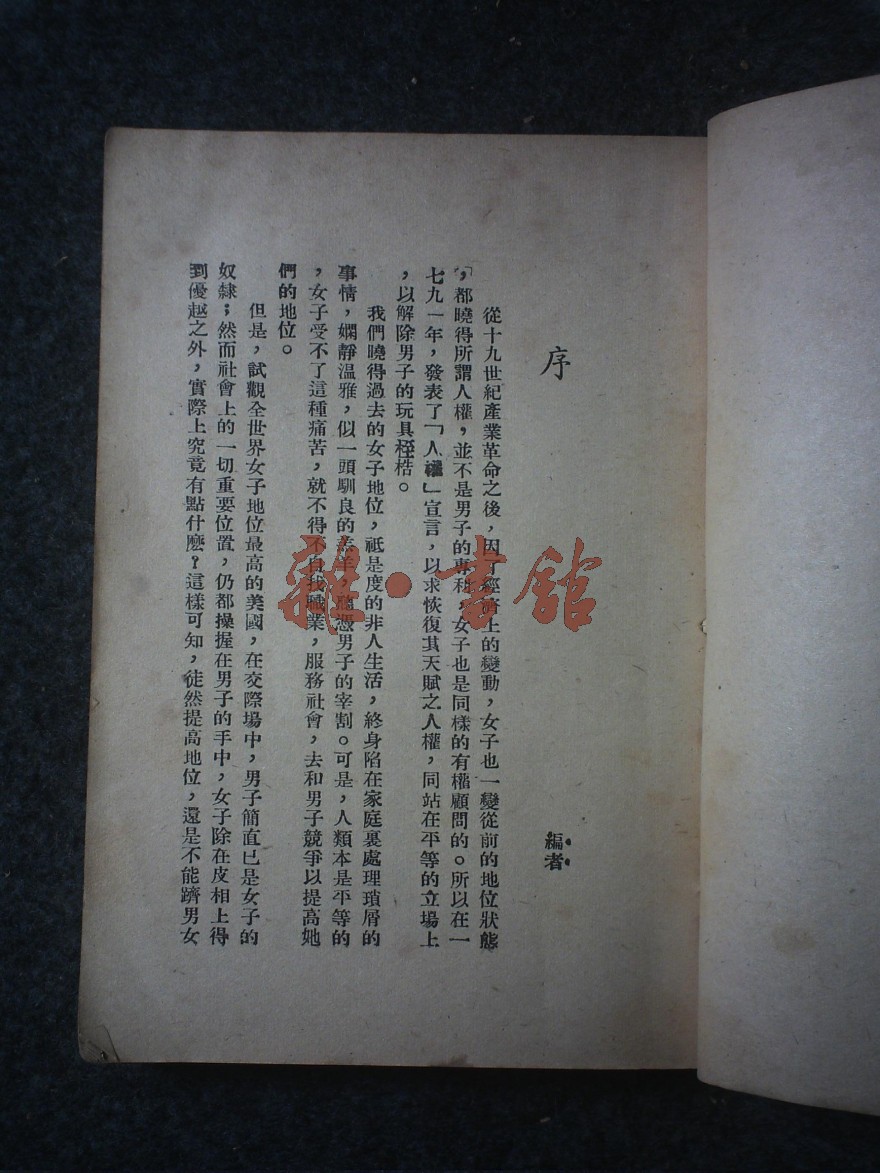 序
編者
從十九世紀產業革命之後，因了經濟上的變動，女子也一變從前的地位狀態
「，都曉得所謂人權，並不是男子的專利，女子也是同樣的有權顧問的。所以在一
七九一年，發表了「人權」宣言，以求恢復其天賦之人權，同站在平等的立場上
，以解除男子的玩具桎梏。
我們曉得過去的女子地位，祇是度的非人生活，終身陷在家庭裏處理瑣屑的
事情，嫻靜溫雅，似一頭馴良的羔羊，聽憑男子的宰割。可是，人類本是平等的
，女子受不了這種痛苦，就不得不自找職業，服務社會，去和男子競爭以提高她
們的地位。
但是，試觀全世界女子地位最高的美國，在交際場中，男子簡直已是女子的
奴隸；然而社會上的一切重要位置，仍都操握在男子的手中，女子除在皮相上得
到優越之外，實際上究竟有點什麽？這樣可知，徒然提高地位，還是不能躋男女
雜·書館